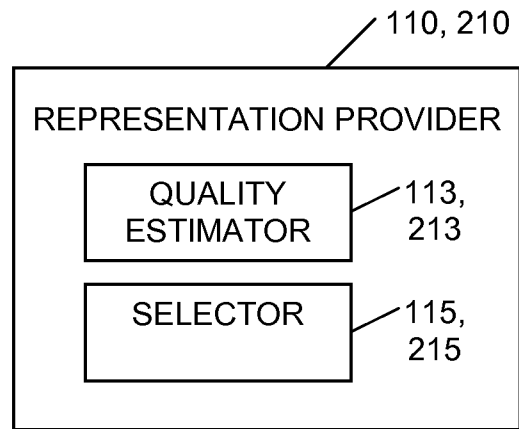 110, 210
REPRESENTATION PROVIDER
QUALITY
ESTIMATOR
113,
213
SELECTOR
115,
215